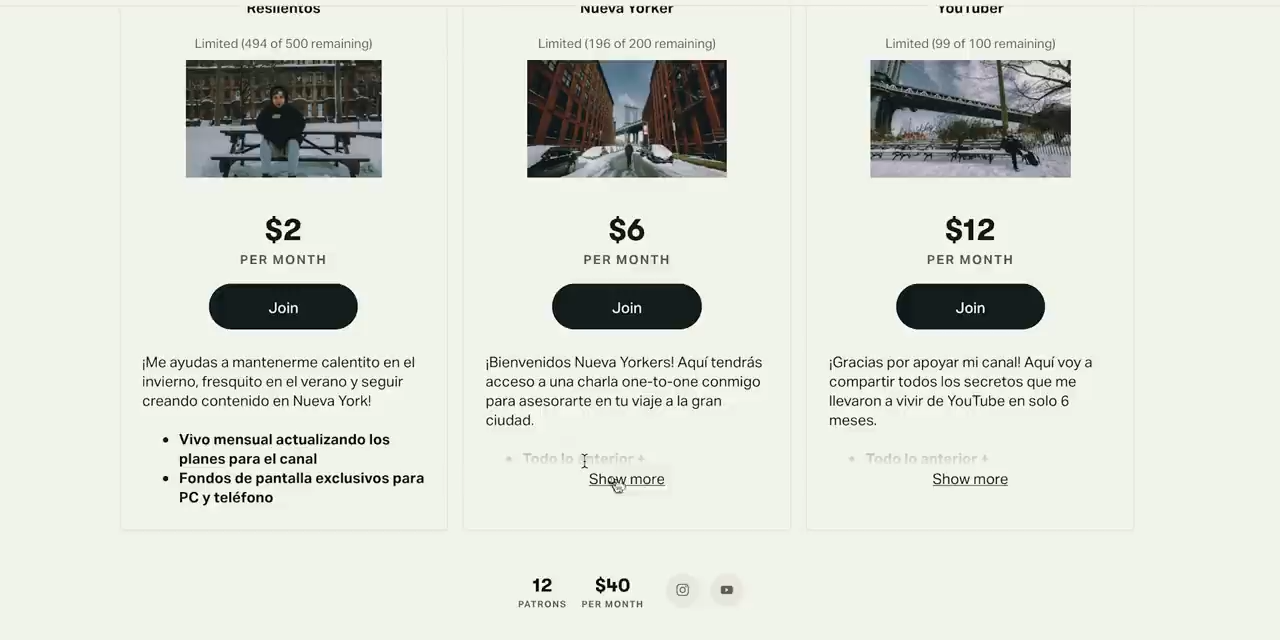 Resilentos
Limited (494 of 500 remaining)
$2
PER MONTH
Join
¡Me ayudas a mantenerme calentito en el
invierno, fresquito en el verano y seguir
creando contenido en Nueva York!
• Vivo mensual actualizando los
planes para el canal
• Fondos de pantalla exclusivos para
PC y teléfono
Nueva Yorker
Limited (196 of 200 remaining)
$6
PER MONTH
Join
¡Bienvenidos Nueva Yorkers! Aquí tendrás
acceso a una charla one-to-one conmigo
para asesorarte en tu viaje a la gran
ciudad.
• Todo lo anterior +
Show more
YouTuber
Limited (99 of 100 remaining)
$12
PER MONTH
Join
¡Gracias por apoyar mi canal! Aquí voy a
compartir todos los secretos que me
llevaron a vivir de YouTube en solo 6
meses.
• Todo lo anterior +
Show more
12
PATRONS
$40
PER MONTH